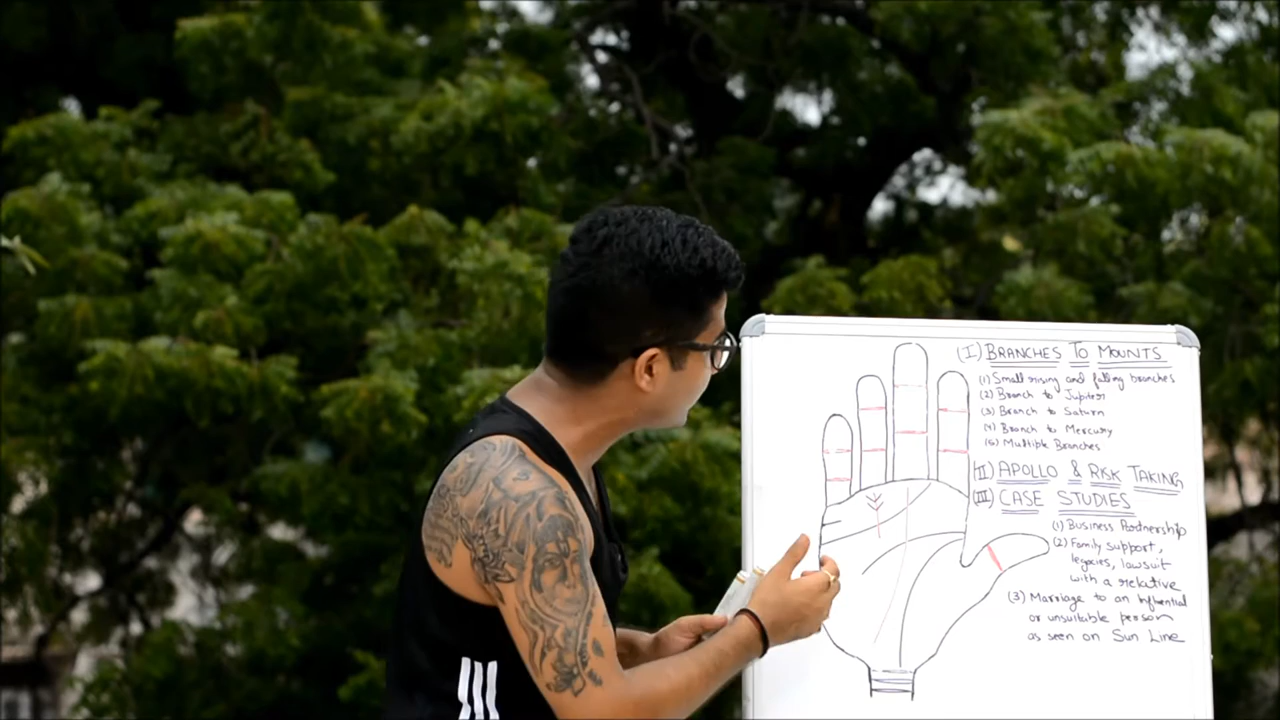 (I) BRANCHES TO MOUNTS
(1) Small rising and falling branches
(2) Branch to Jupiter
(3) Branch to Saturn
(4) Branch to Mercury
(5) Multiple Branches
(II) APOLLO & RISK TAKING
(III) CASE STUDIES
(1) Business Partnership
(2) Family support,
legacies, lawsuit
with a relative
(3) Marriage to an influential
or unsuitable person
as seen on Sun Line